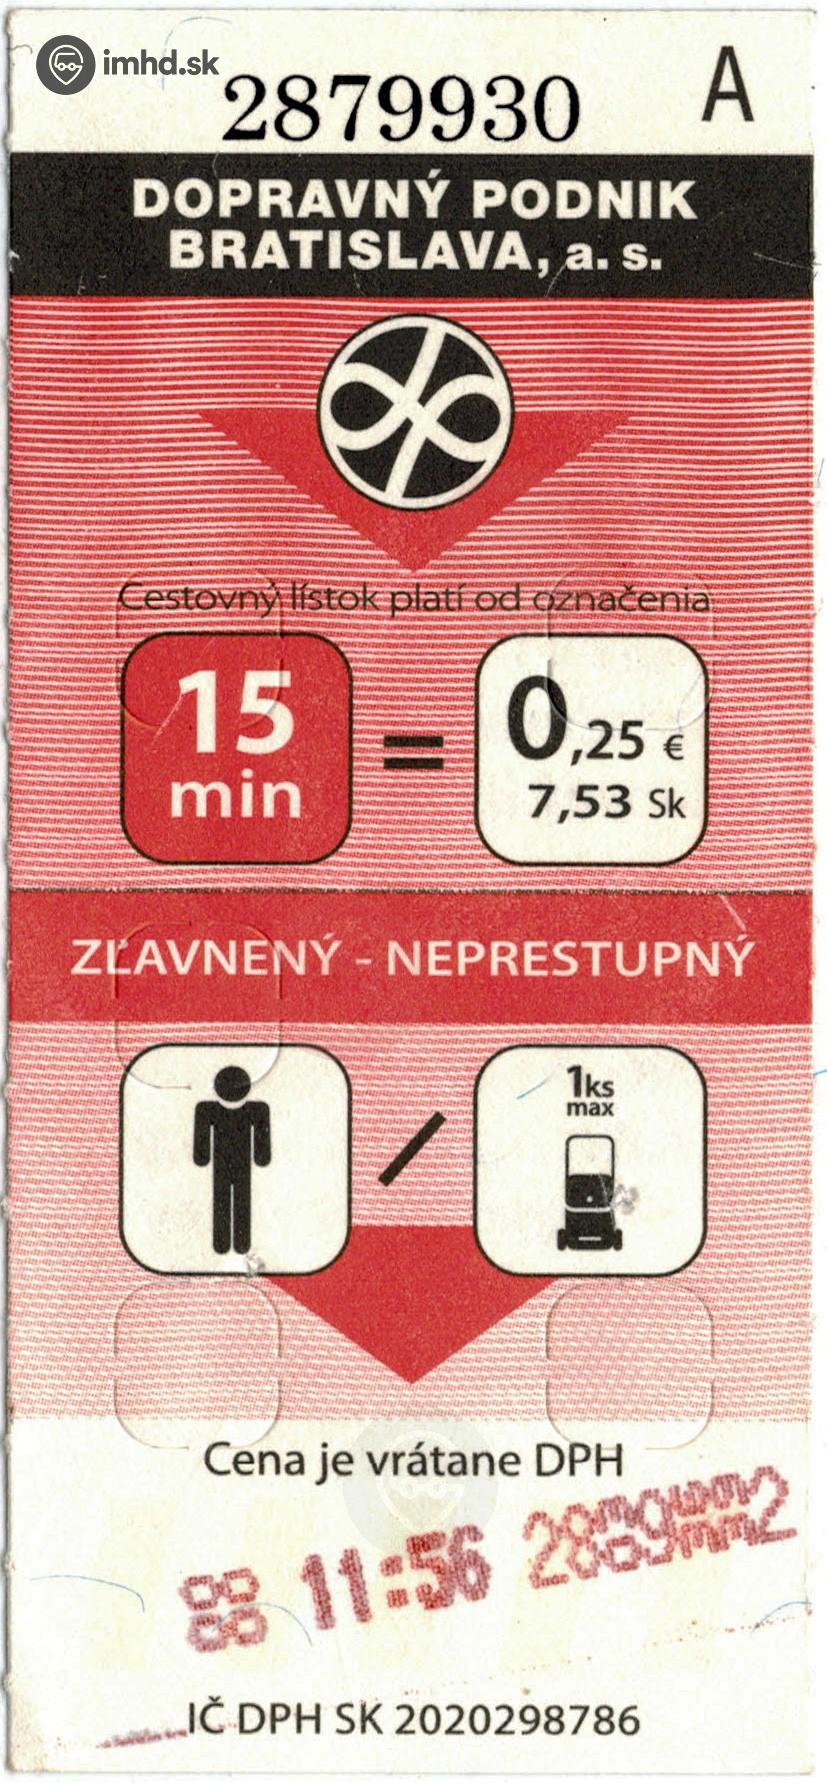 imhd.sk
2879930
A
DOPRAVNÝ PODNIK
BRATISLAVA, a. s.
Cestovný lístok platí od označenia
15
min
=
0,25 €
7,53 Sk
ZĽAVNENÝ - NEPRESTUPNÝ
/
1ks
max
Cena je vrátane DPH
11:56
IČ DPH SK 2020298786